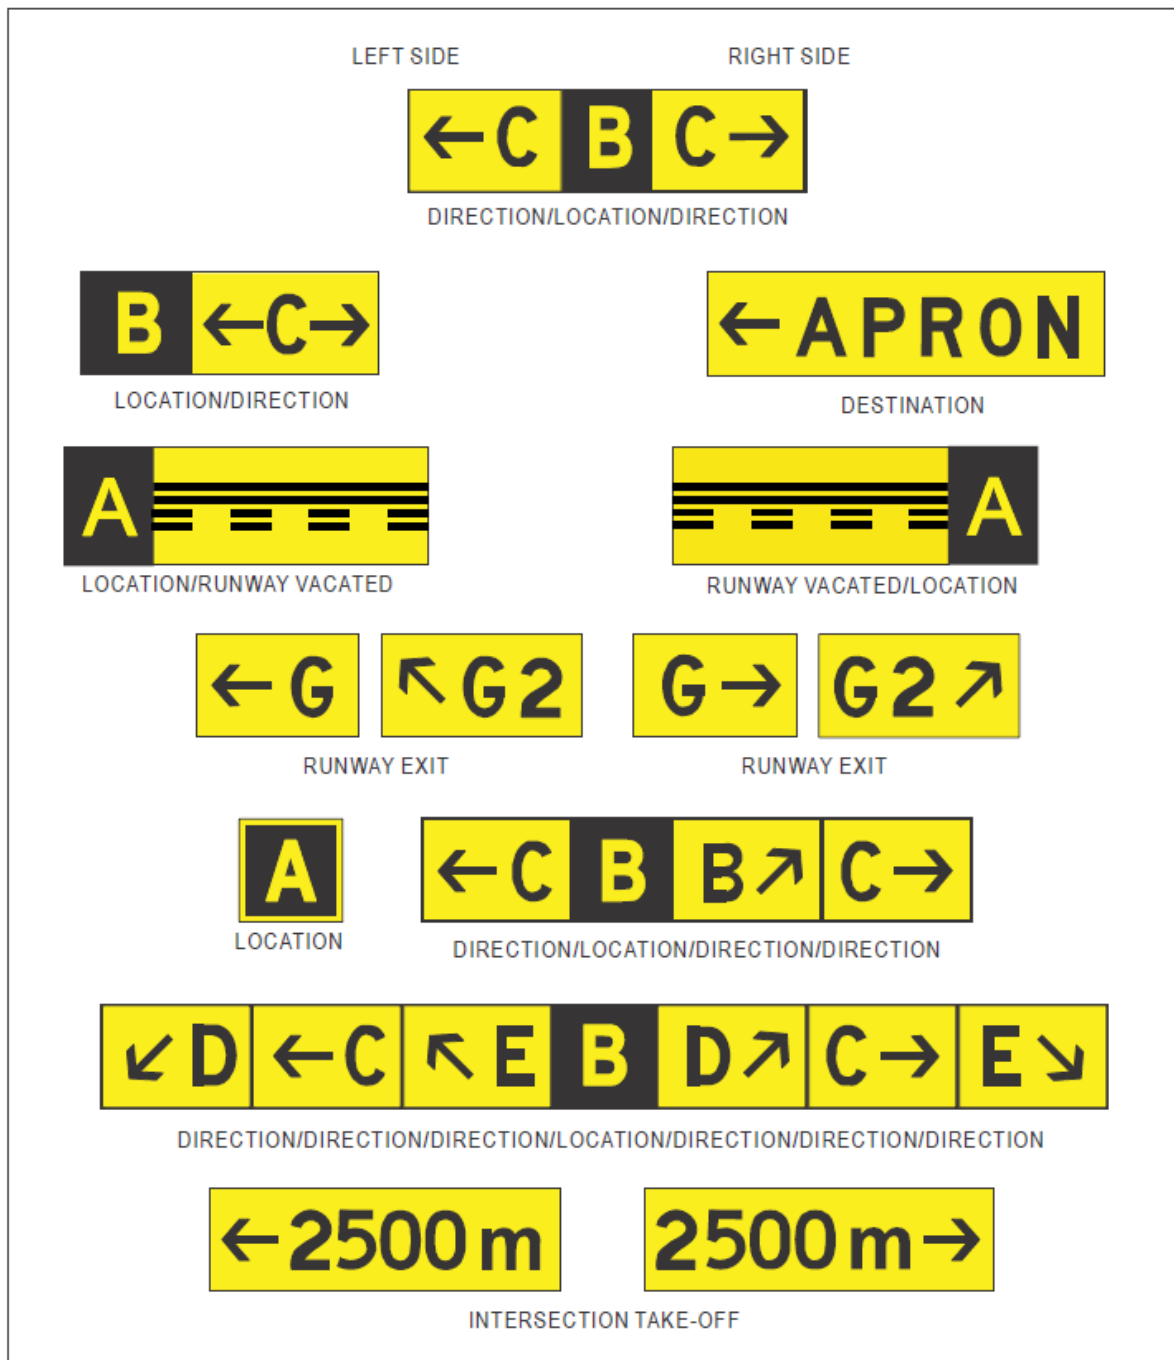 LEFT SIDE RIGHT SIDE
←C B C→
DIRECTION/LOCATION/DIRECTION
B ←C→ ←APRON
LOCATION/DIRECTION DESTINATION
A A
LOCATION/RUNWAY VACATED RUNWAY VACATED/LOCATION
←G ↖G2 G→ G2↗
RUNWAY EXIT RUNWAY EXIT
A ←C B B↗ C→
LOCATION DIRECTION/LOCATION/DIRECTION/DIRECTION
↙D ←C ↖E B D↗ C→ E↘
DIRECTION/DIRECTION/DIRECTION/LOCATION/DIRECTION/DIRECTION/DIRECTION
←2500m 2500m→
INTERSECTION TAKE-OFF